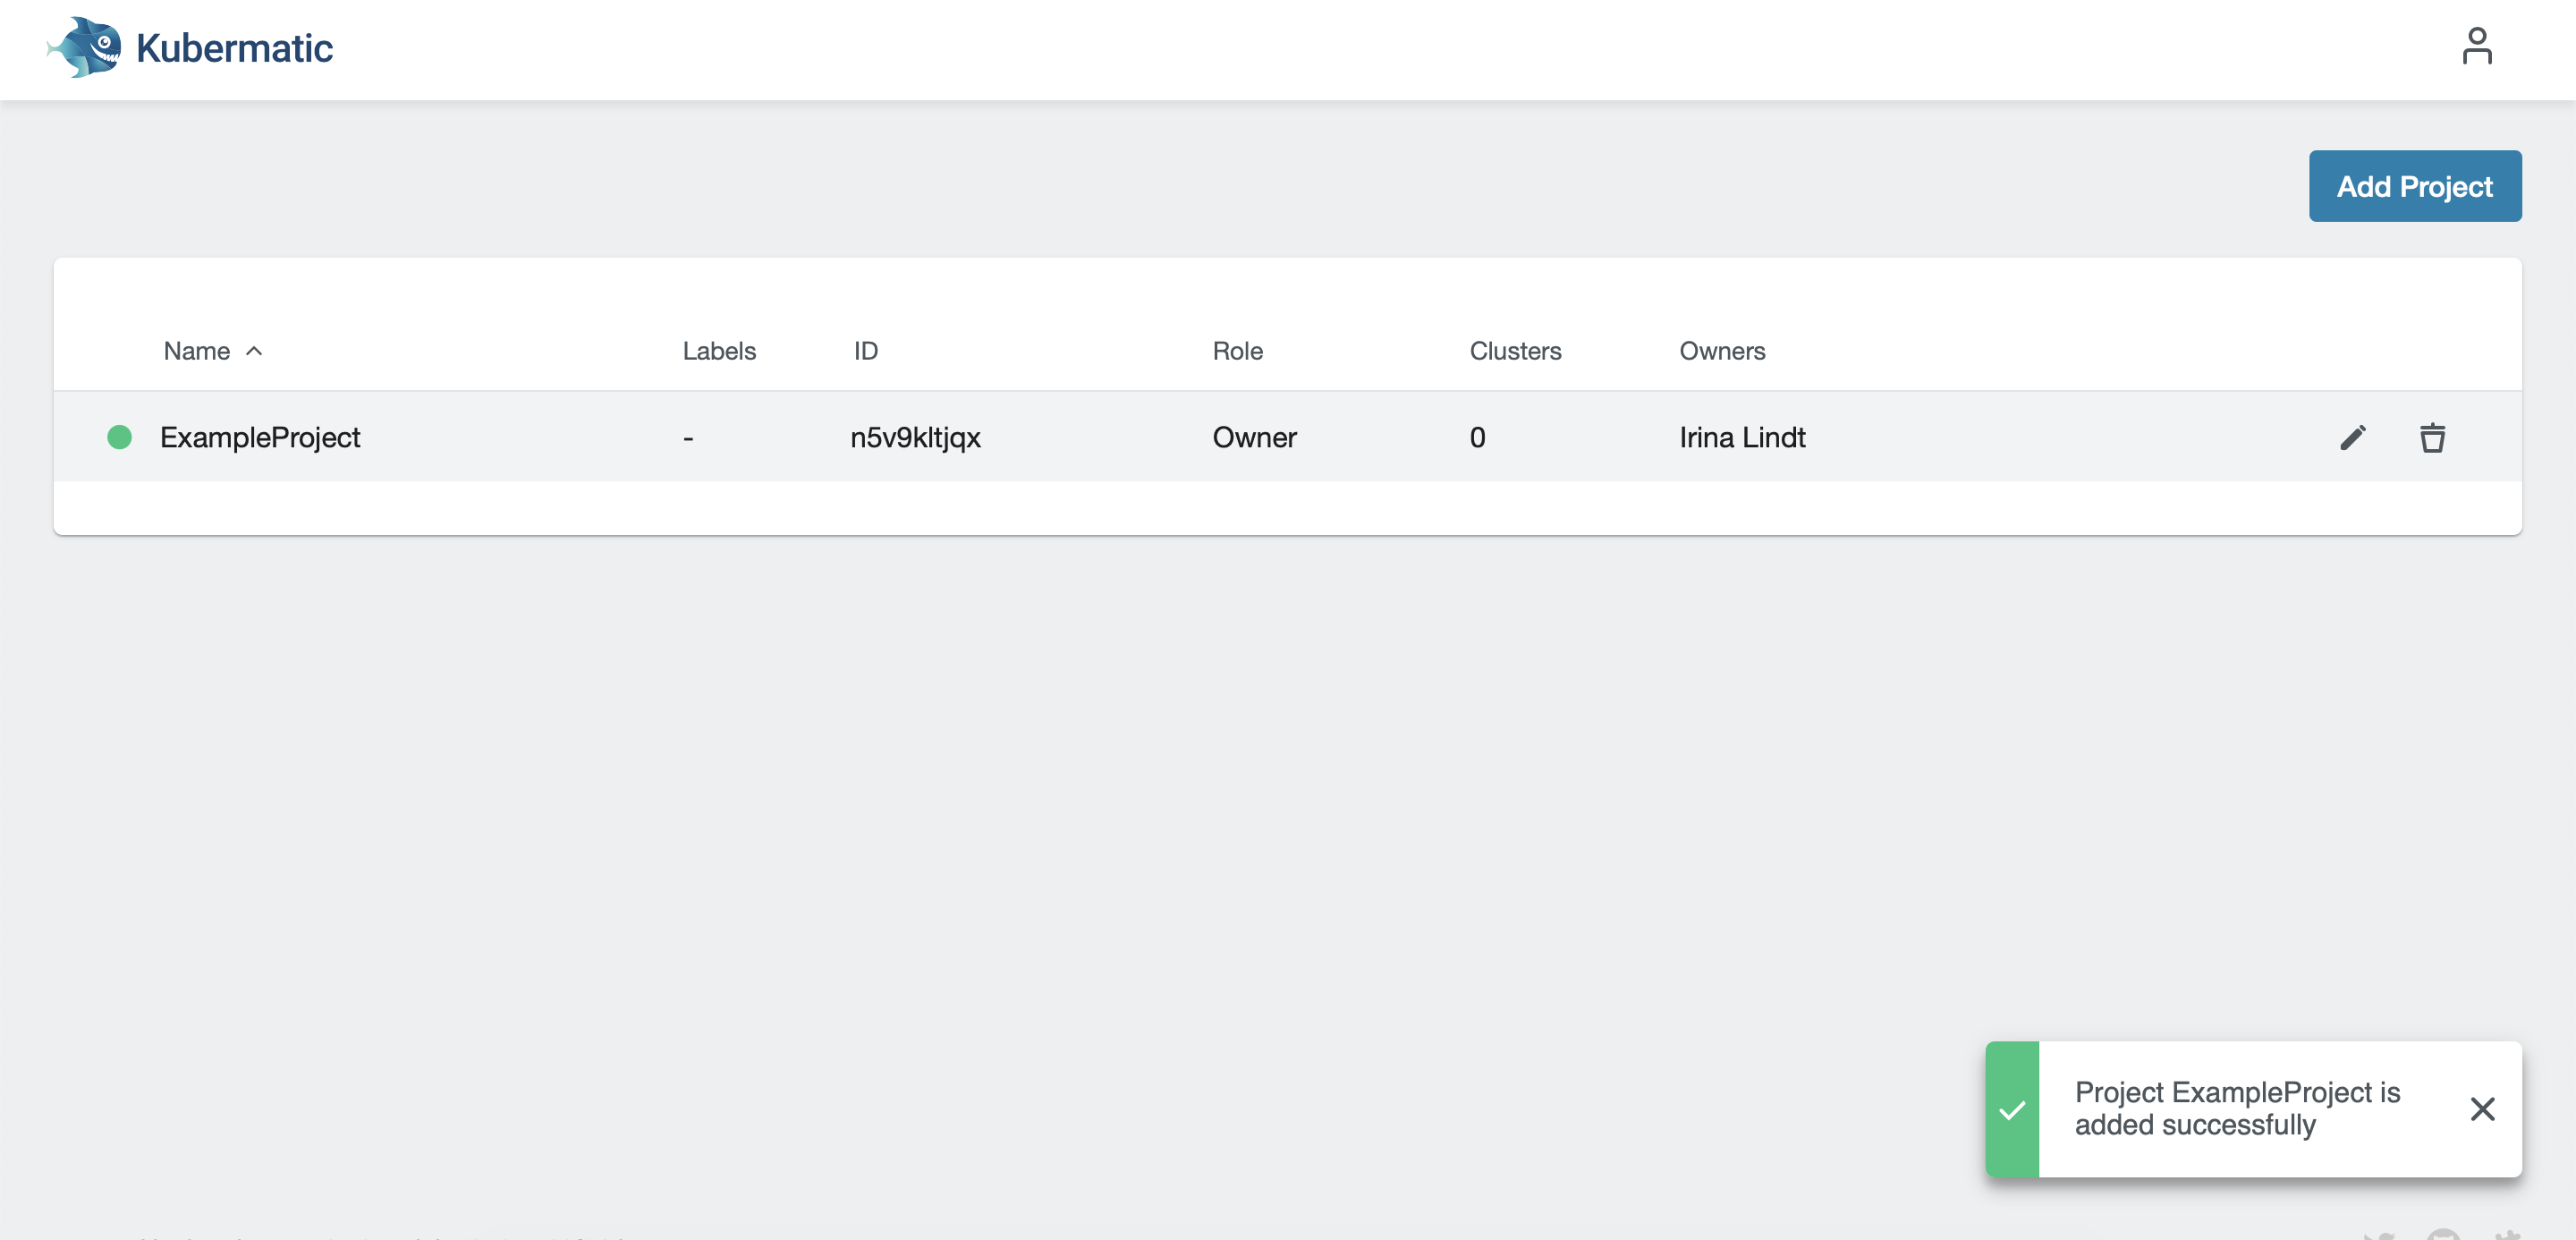 Kubermatic
Add Project
Name Labels ID Role Clusters Owners
ExampleProject - n5v9kltjqx Owner 0 Irina Lindt
Project ExampleProject is
added successfully